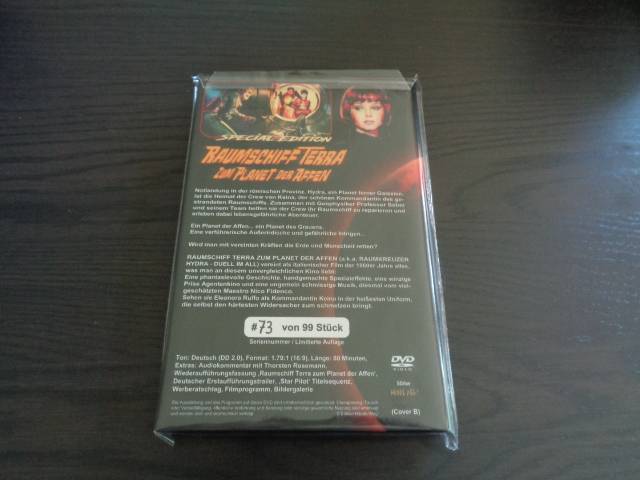 SPECIAL EDITION
RAUMSCHIFF TERRA
ZUM PLANET DER AFFEN
Notlandung in der römischen Provinz. Hydra, ein Planet ferner Galaxien,
ist die Heimat der Crew von Kaena, der schönen Kommandantin des ge-
strandeten Raumschiffs. Zusammen mit Geophysiker Professor Solmi
und seinem Team helfen sie der Crew ihr Raumschiff zu reparieren und
erleben dabei lebensgefährliche Abenteuer.
Ein Planet der Affen... ein Planet des Grauens.
Eine verführerische Außerirdische und gefährliche Intrigen..
Wird man mit vereinten Kräften die Erde und Menschheit retten?
RAUMSCHIFF TERRA ZUM PLANET DER AFFEN (a.k.a. RAUMKREUZER
HYDRA - DUELL IM ALL) vereint als italienischer Film der 1960er Jahre alles,
was man an diesem unvergleichlichen Kino liebt:
Eine phantasievolle Geschichte, handgemachte Spezialeffekte, eine winzige
Prise Agentenkino und eine ungemein schmissige Musik, diesmal vom viel-
geschätzten Maestro Nico Fidenco.
Sehen sie Eleonora Ruffo als Kommandantin Kaena in der heißesten Uniform,
die selbst den härtesten Widersacher zum schmelzen bringt.
#73 von 99 Stück
Seriennummer / Limitierte Auflage
Ton: Deutsch (DD 2.0), Format: 1.79:1 (16:9), Länge: 80 Minuten,
Extras: Audiokommentar mit Thorsten Rosemann.
Wiederaufführungsfassung ‚Raumschiff Terra zum Planet der Affen',
Deutscher Erstaufführungstrailer, ‚Star Pilot' Titelsequenz,
Werberatschlag, Filmprogramm, Bildergalerie
DVD
VIDEO
(Cover B)